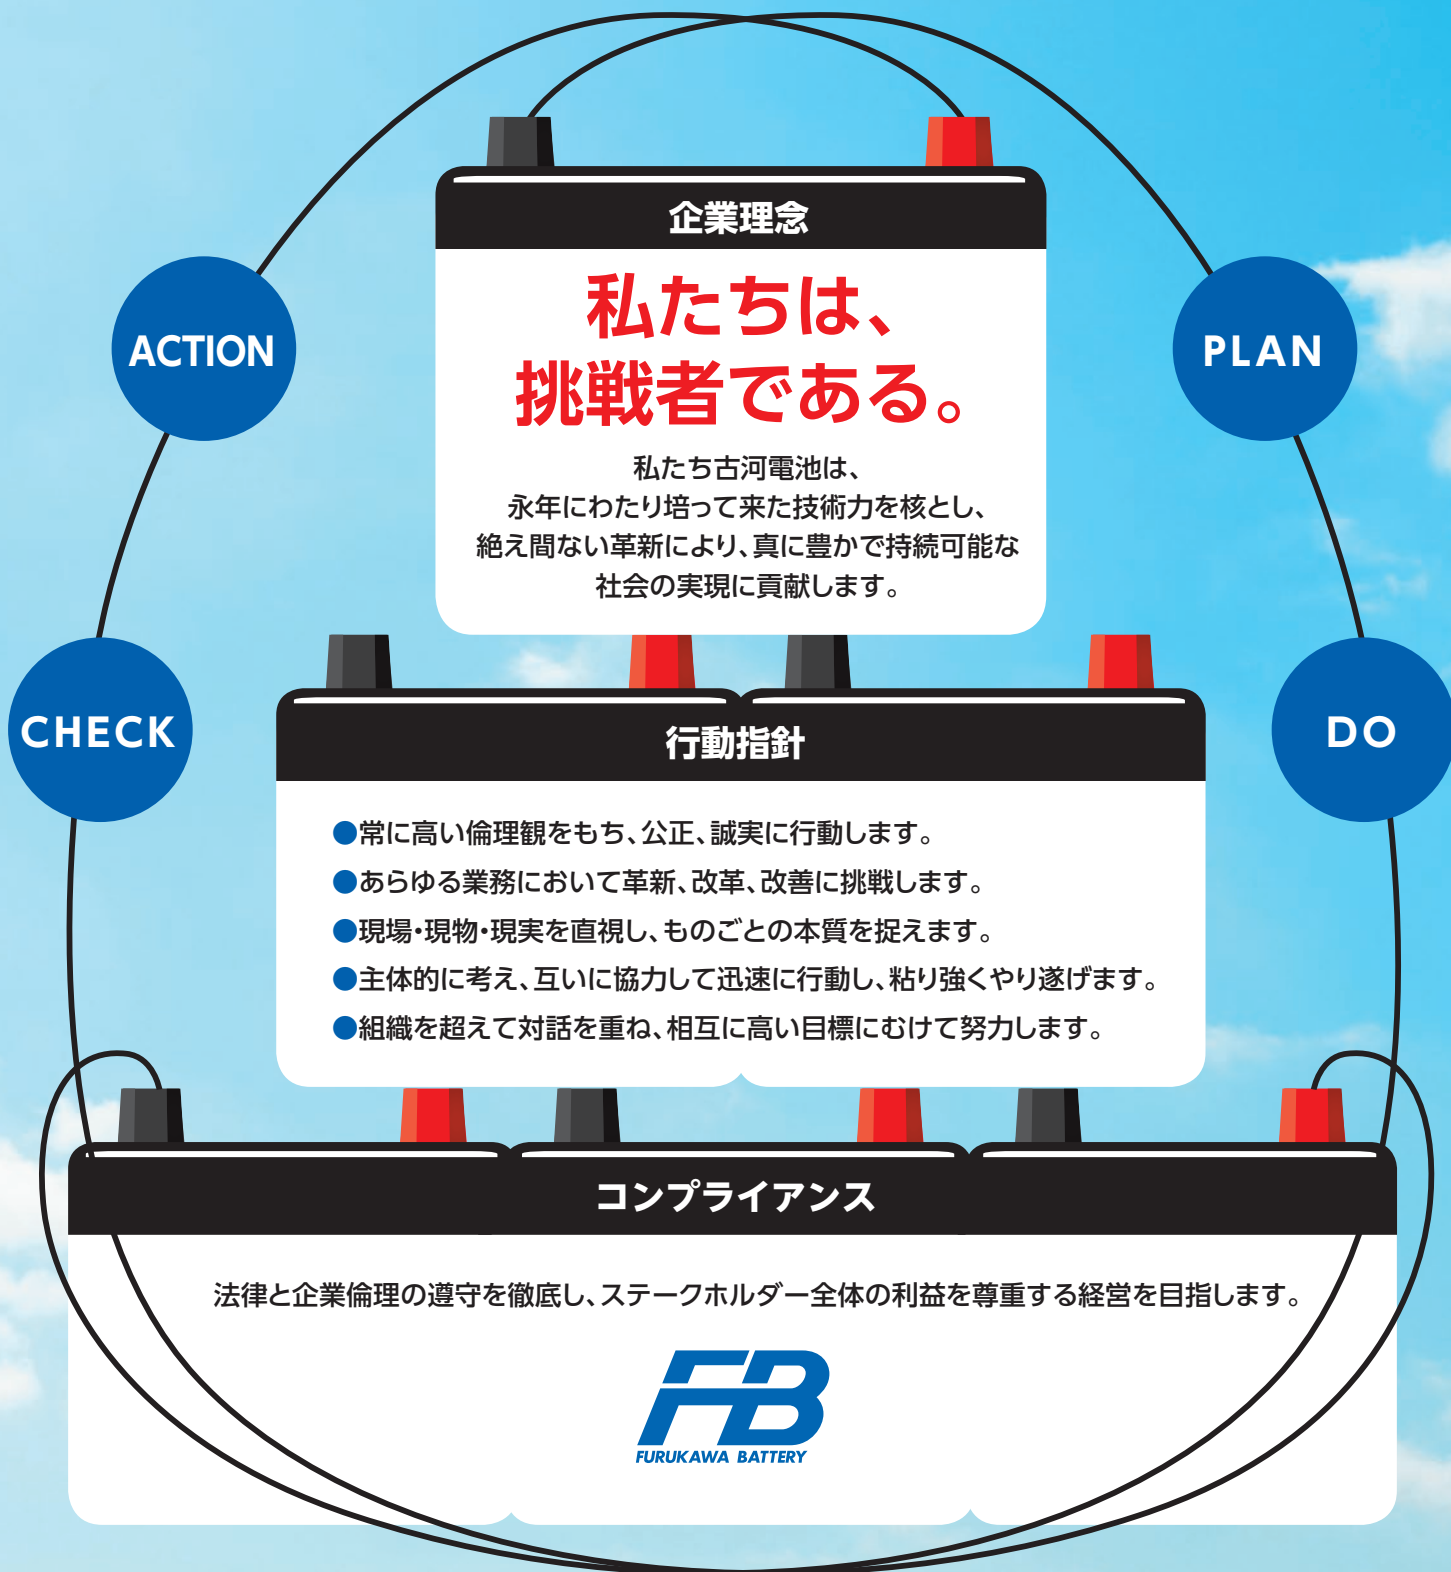 企業理念
私たちは、
挑戦者である。
私たち古河電池は、
永年にわたり培って来た技術力を核とし、
絶え間ない革新により、真に豊かで持続可能な
社会の実現に貢献します。
ACTION
PLAN
CHECK
DO
行動指針
●常に高い倫理観をもち、公正、誠実に行動します。
●あらゆる業務において革新、改革、改善に挑戦します。
●現場・現物・現実を直視し、ものごとの本質を捉えます。
●主体的に考え、互いに協力して迅速に行動し、粘り強くやり遂げます。
●組織を超えて対話を重ね、相互に高い目標にむけて努力します。
コンプライアンス
法律と企業倫理の遵守を徹底し、ステークホルダー全体の利益を尊重する経営を目指します。
FB
FURUKAWA BATTERY